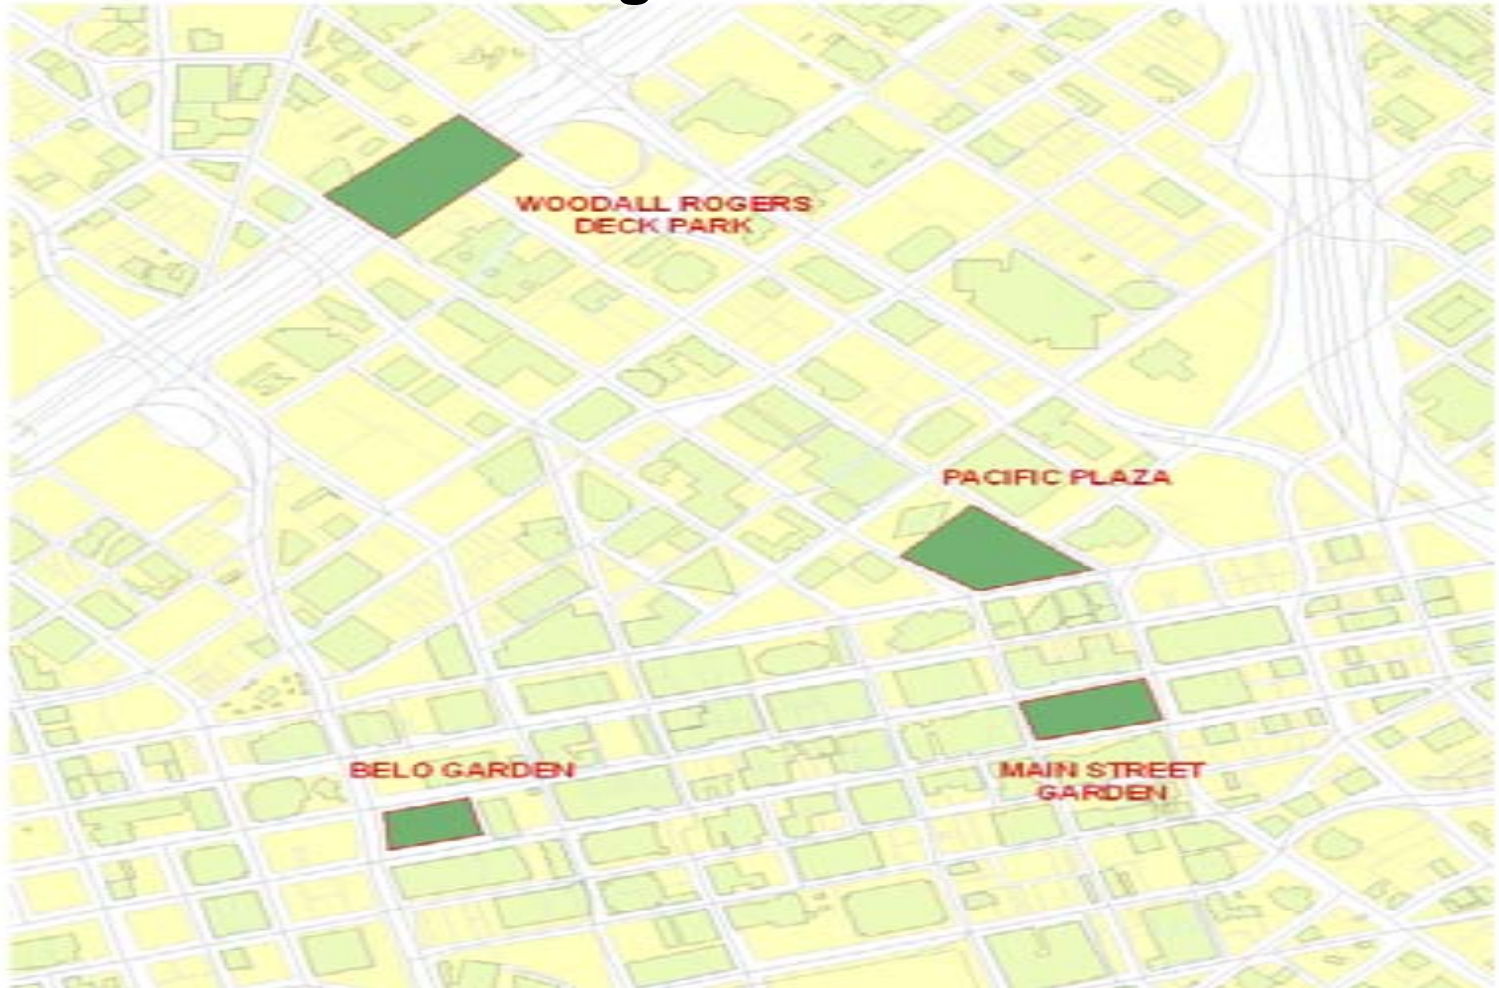 WOODALL ROGERS
DECK PARK
PACIFIC PLAZA
BELO GARDEN
MAIN STREET
GARDEN